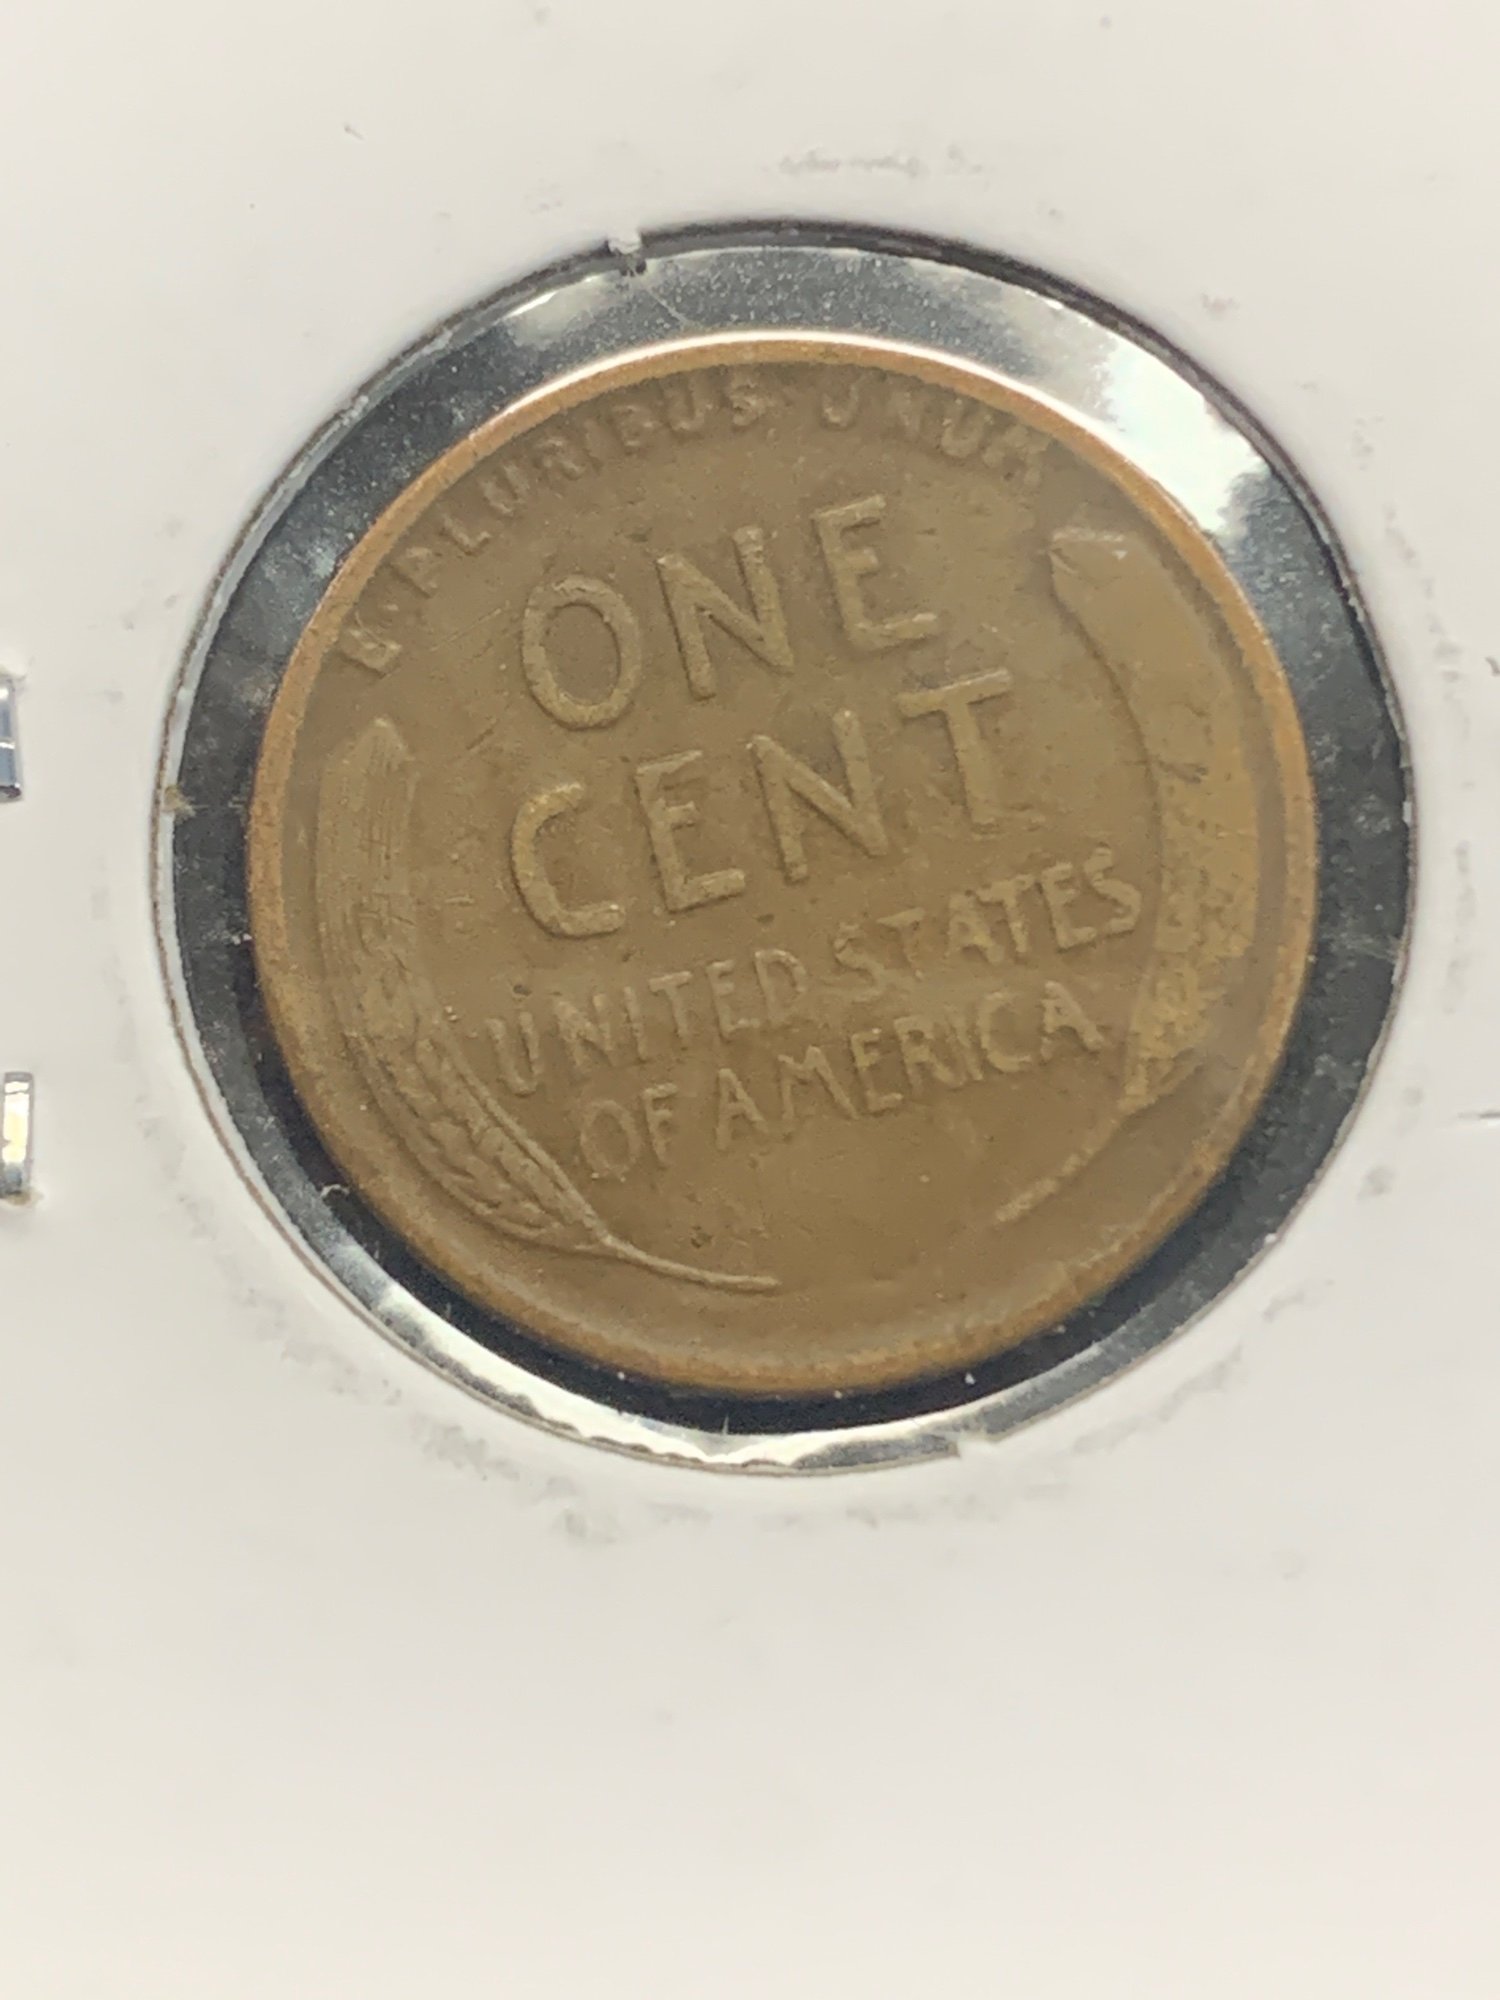 E·PLURIBUS·UNUM
ONE
CENT
UNITED STATES
OF AMERICA